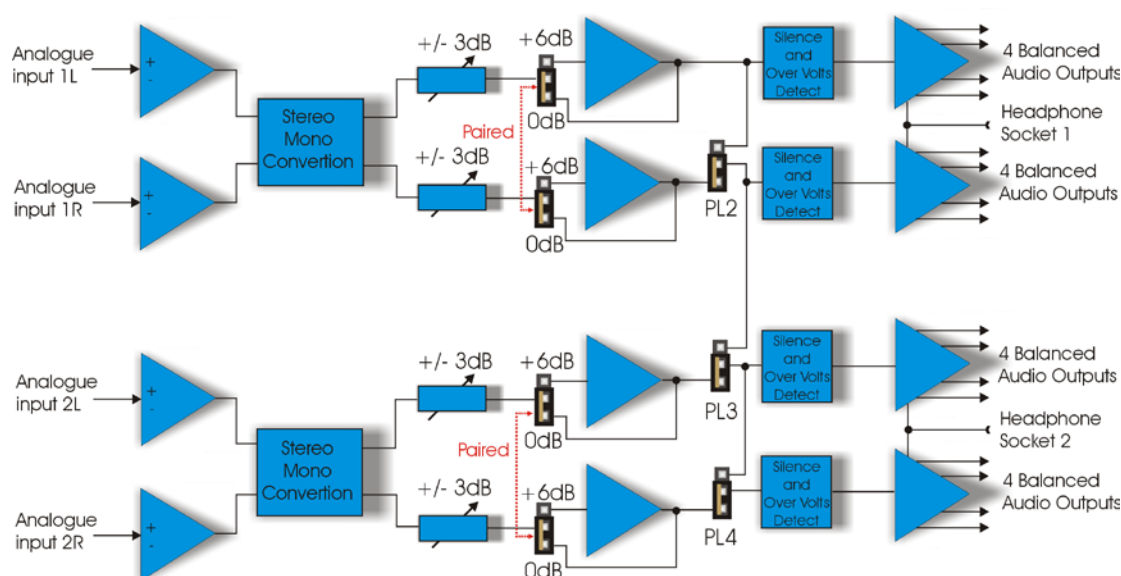 Analogue
input 1L
+
-
Stereo
Mono
Convertion
+/- 3dB
+6dB
0dB
Silence
and
Over Volts
Detect
4 Balanced
Audio Outputs
Headphone
Socket 1
Paired
Analogue
input 1R
+
-
+/- 3dB
+6dB
0dB
PL2
Silence
and
Over Volts
Detect
4 Balanced
Audio Outputs
Analogue
input 2L
+
-
Stereo
Mono
Convertion
+/- 3dB
+6dB
0dB
PL3
Silence
and
Over Volts
Detect
4 Balanced
Audio Outputs
Headphone
Socket 2
Paired
Analogue
input 2R
+
-
+/- 3dB
+6dB
0dB
PL4
Silence
and
Over Volts
Detect
4 Balanced
Audio Outputs